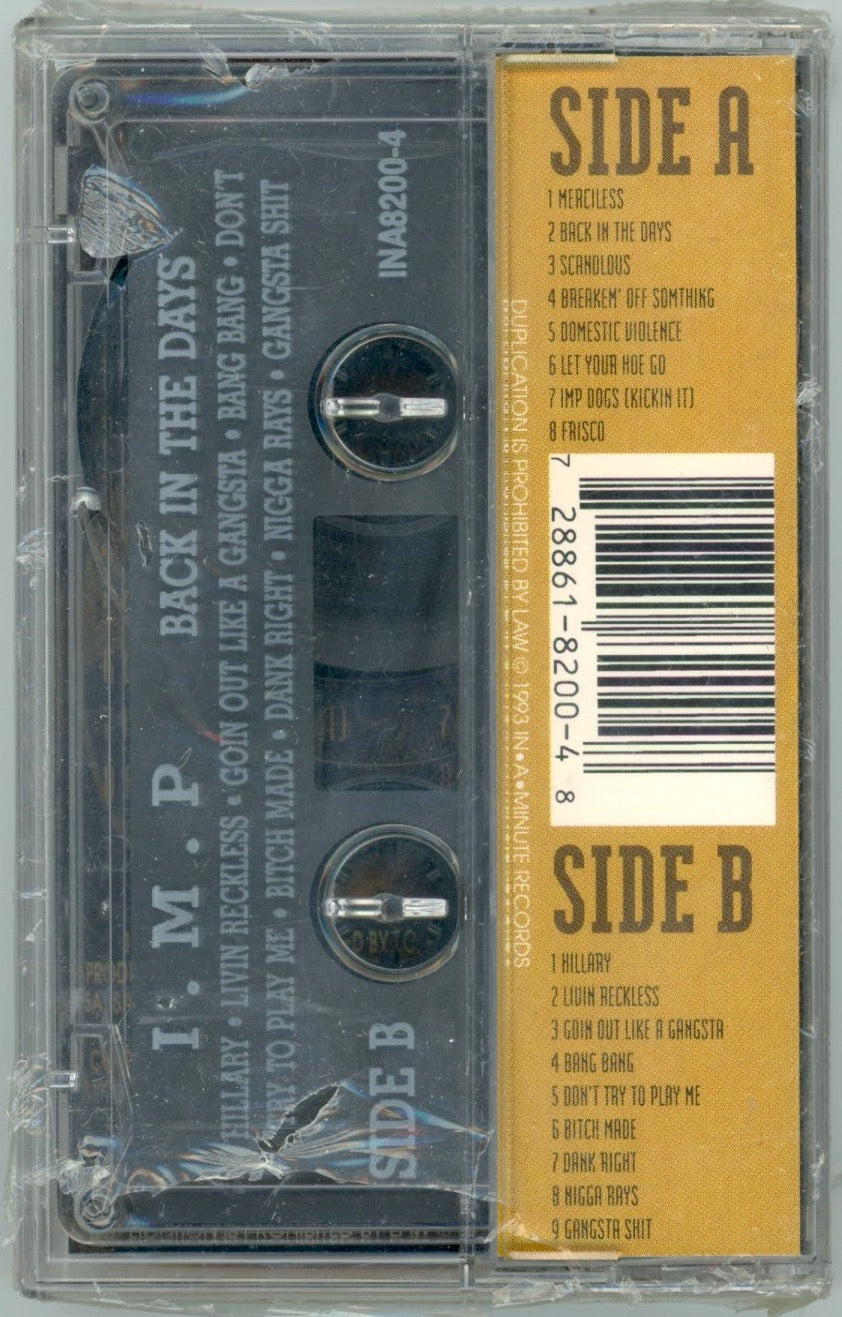 SIDE A
1 MERCILESS
2 BACK IN THE DAYS
3 SCANDLOUS
4 BREAKEM' OFF SOMTHING
5 DOMESTIC VIOLENCE
6 LET YOUR HOE GO
7 IMP DOGS (KICKIN IT)
8 FRISCO
7 28861-8200-4 8
SIDE B
1 HILLARY
2 LIVIN RECKLESS
3 GOIN OUT LIKE A GANGSTA
4 BANG BANG
5 DON'T TRY TO PLAY ME
6 BITCH MADE
7 DANK RIGHT
8 NIGGA RAYS
9 GANGSTA SHIT
DUPLICATION IS PROHIBITED BY LAW © 1993 IN•A•MINUTE RECORDS
I.M.P BACK IN THE DAYS
HILLARY • LIVIN RECKLESS • GOIN OUT LIKE A GANGSTA • BANG BANG • DON'T
TRY TO PLAY ME • BITCH MADE • DANK RIGHT • NIGGA RAYS • GANGSTA SHIT
SIDE B INA8200-4